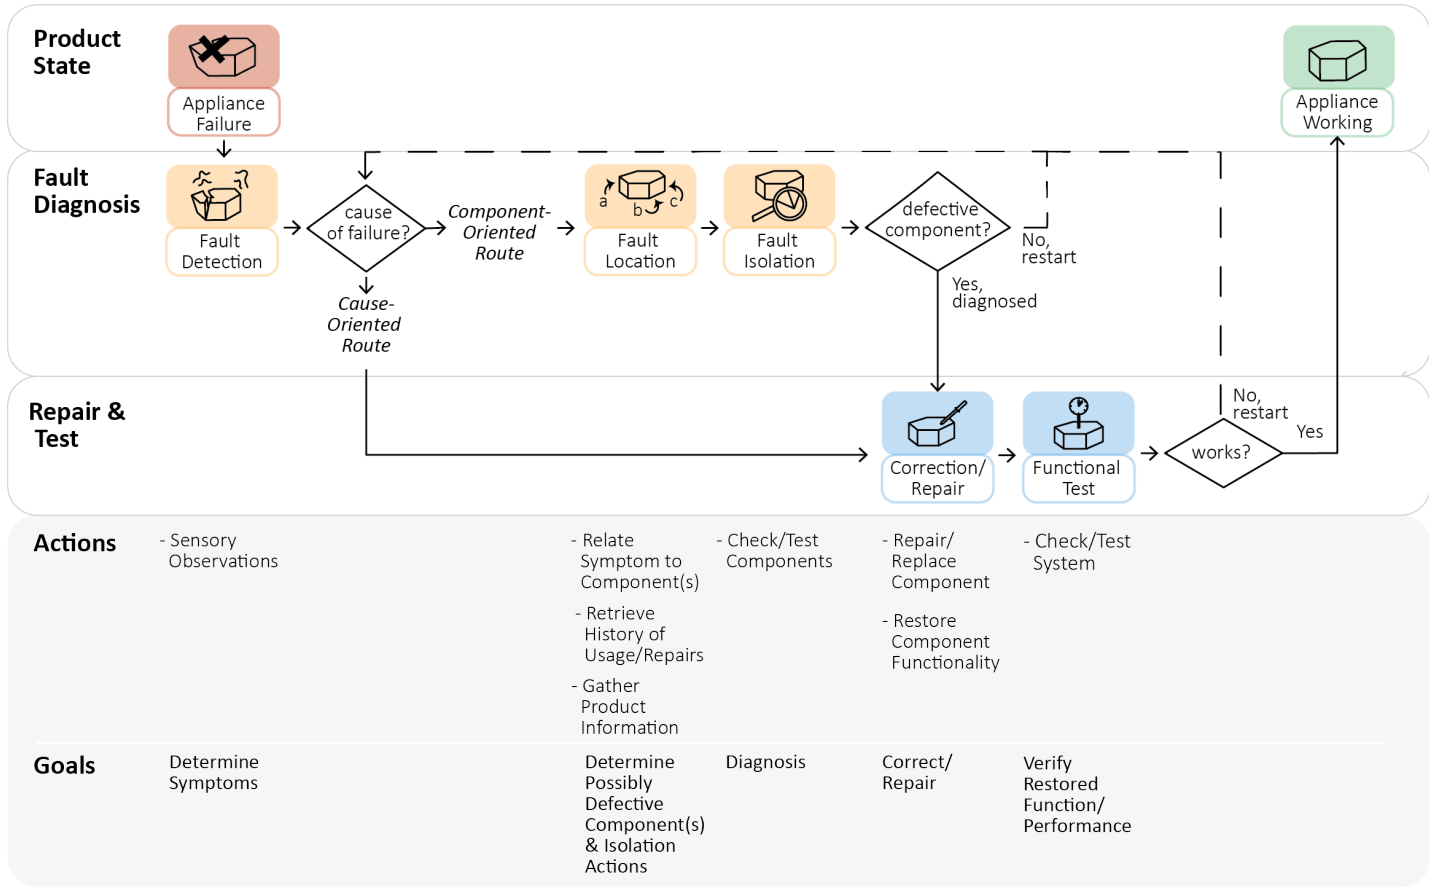 Product
State
Appliance
Failure
Appliance
Working
Fault
Diagnosis
Fault
Detection
cause
of failure?
Component-
Oriented
Route
Cause-
Oriented
Route
a
b
c
Fault
Location
Fault
Isolation
defective
component?
No,
restart
Yes,
diagnosed
Repair &
Test
Correction/
Repair
Functional
Test
works?
No,
restart
Yes
Actions
- Sensory
Observations
- Relate
Symptom to
Component(s)
- Retrieve
History of
Usage/Repairs
- Gather
Product
Information
- Check/Test
Components
- Repair/
Replace
Component
- Restore
Component
Functionality
- Check/Test
System
Goals
Determine
Symptoms
Determine
Possibly
Defective
Component(s)
& Isolation
Actions
Diagnosis
Correct/
Repair
Verify
Restored
Function/
Performance